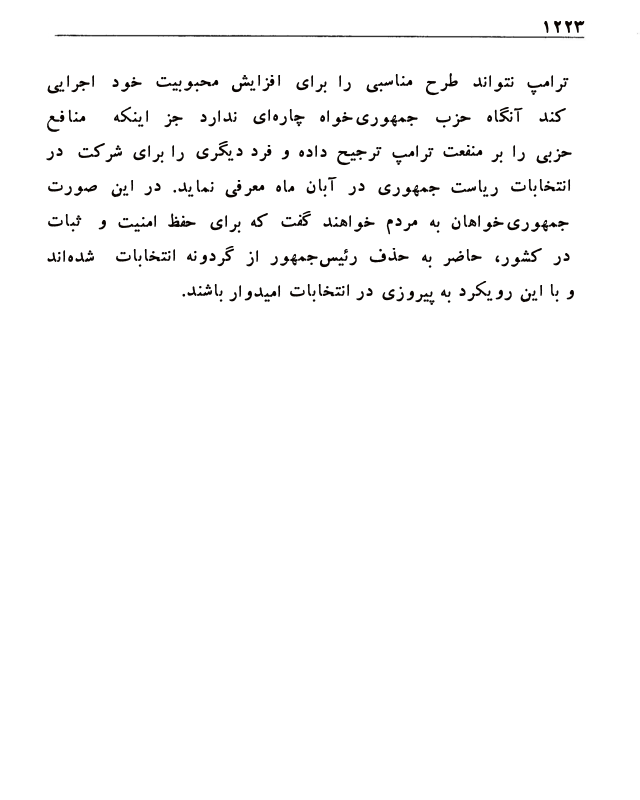 ۱۲۲۳
ترامپ نتواند طرح مناسبی را برای افزایش محبوبیت خود اجرایی
کند آنگاه حزب جمهوری‌خواه چاره‌ای ندارد جز اینکه منافع
حزبی را بر منفعت ترامپ ترجیح داده و فرد دیگری را برای شرکت در
انتخابات ریاست جمهوری در آبان ماه معرفی نماید. در این صورت
جمهوری‌خواهان به مردم خواهند گفت که برای حفظ امنیت و ثبات
در کشور، حاضر به حذف رئیس‌جمهور از گردونه انتخابات شده‌اند
و با این رویکرد به پیروزی در انتخابات امیدوار باشند.